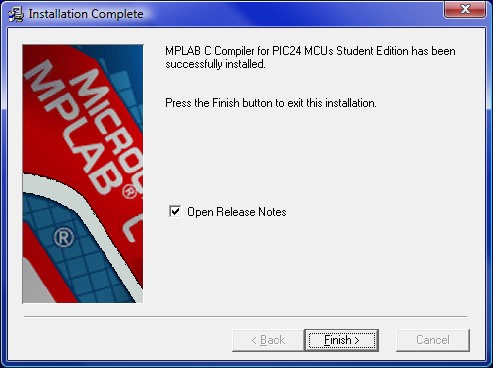 Installation Complete
MPLAB C Compiler for PIC24 MCUs Student Edition has been
successfully installed.
Press the Finish button to exit this installation.
MPLAB® C
®
Open Release Notes
< Back
Finish >
Cancel